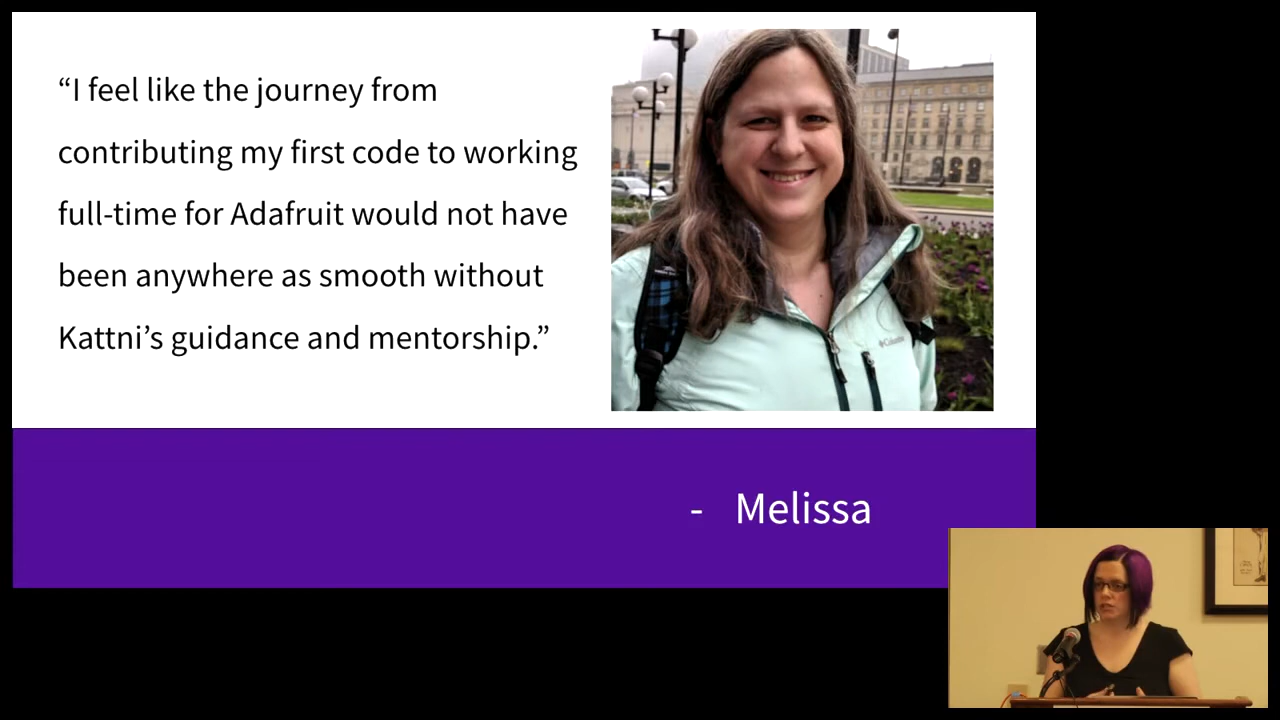 “I feel like the journey from
contributing my first code to working
full-time for Adafruit would not have
been anywhere as smooth without
Kattni’s guidance and mentorship.”
Columbia
- Melissa